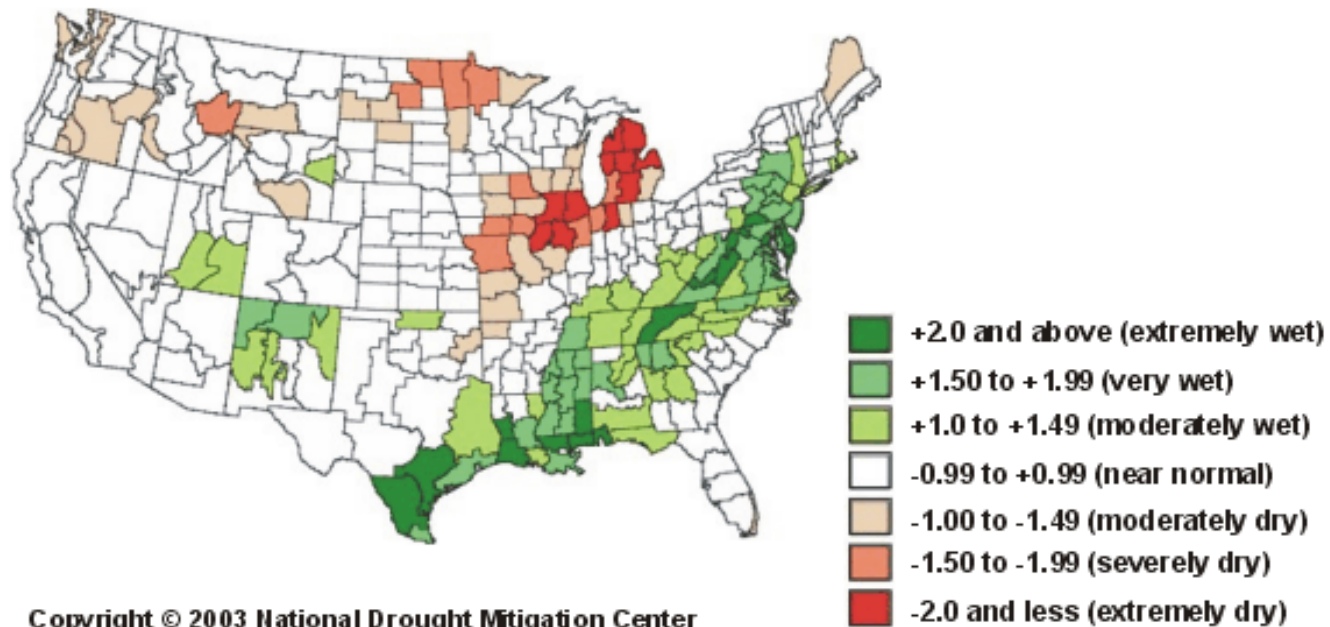 +2.0 and above (extremely wet)
+1.50 to +1.99 (very wet)
+1.0 to +1.49 (moderately wet)
-0.99 to +0.99 (near normal)
-1.00 to -1.49 (moderately dry)
-1.50 to -1.99 (severely dry)
-2.0 and less (extremely dry)
Copyright © 2003 National Drought Mitigation Center